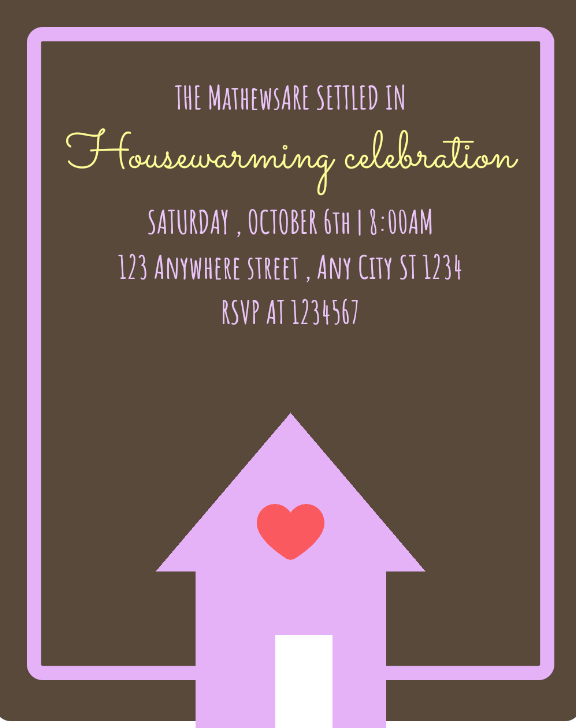 THE MathewsARE SETTLED IN
Housewarming celebration
SATURDAY , OCTOBER 6th | 8:00AM
123 Anywhere street , Any City ST 1234
RSVP AT 1234567